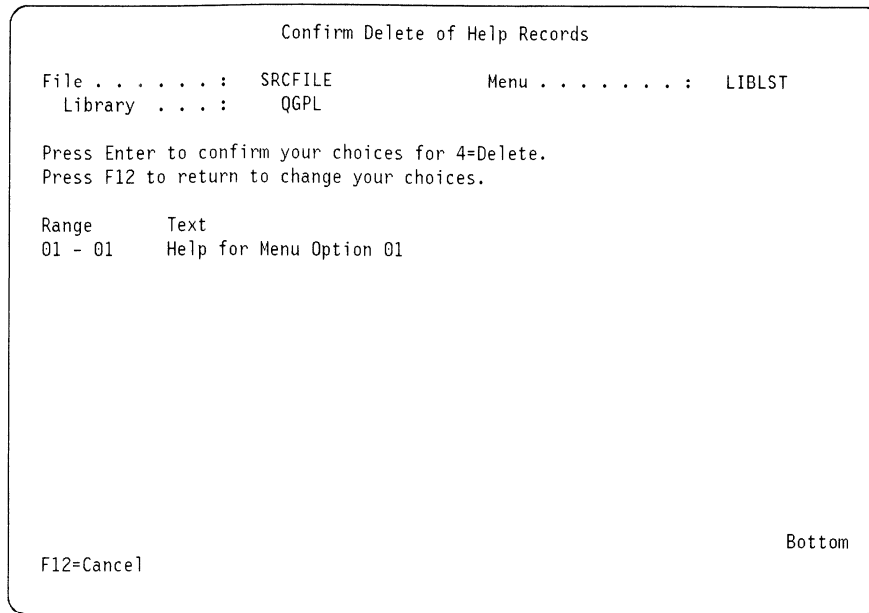 Confirm Delete of Help Records
File . . . . . . : SRCFILE Menu . . . . . . . : LIBLST
Library . . . : QGPL
Press Enter to confirm your choices for 4=Delete.
Press F12 to return to change your choices.
Range Text
01 - 01 Help for Menu Option 01
Bottom
F12=Cancel